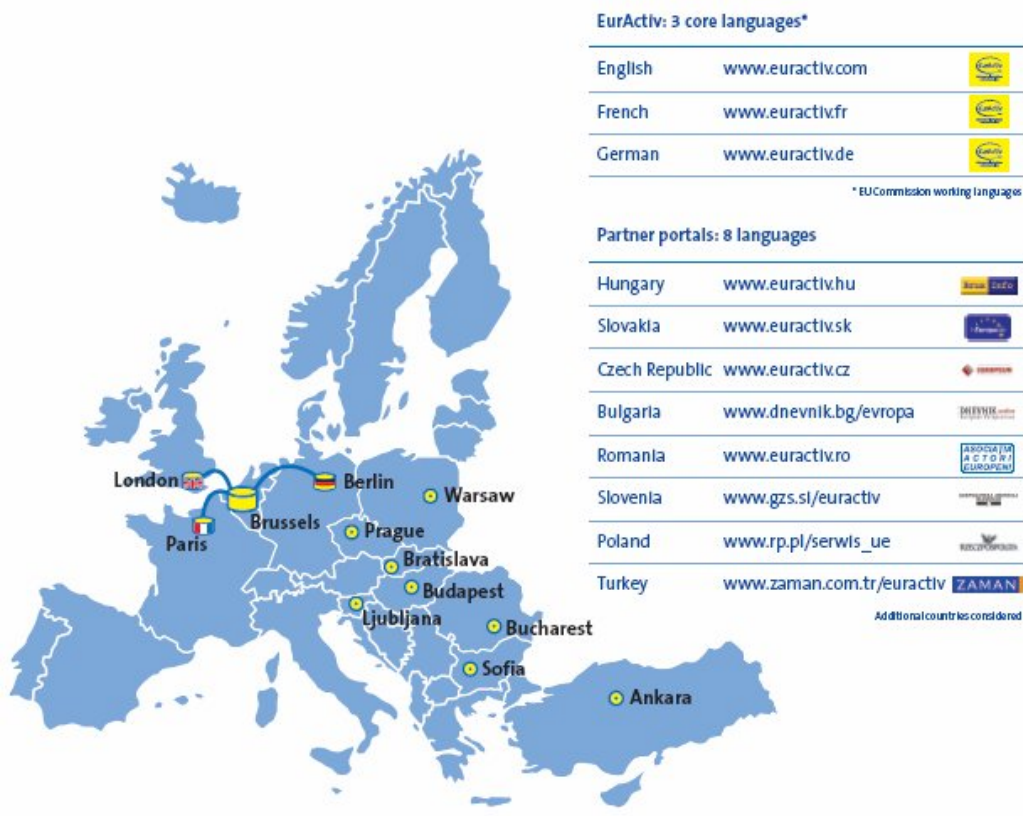 EurActiv: 3 core languages*
English www.euractiv.com
French www.euractiv.fr
German www.euractiv.de
* EU Commission working languages
Partner portals: 8 languages
Hungary www.euractiv.hu
Slovakia www.euractiv.sk
Czech Republic www.euractiv.cz
Bulgaria www.dnevnik.bg/evropa
Romania www.euractiv.ro
ASOCIAȚIA
ACTORI
EUROPENI
Slovenia www.gzs.si/euractiv
Poland www.rp.pl/serwis_ue
RZECZPOSPOLITA
Turkey www.zaman.com.tr/euractiv ZAMAN
Additional countries considered
London
Berlin
Warsaw
Brussels
Paris
Prague
Bratislava
Budapest
Ljubljana
Bucharest
Sofia
Ankara